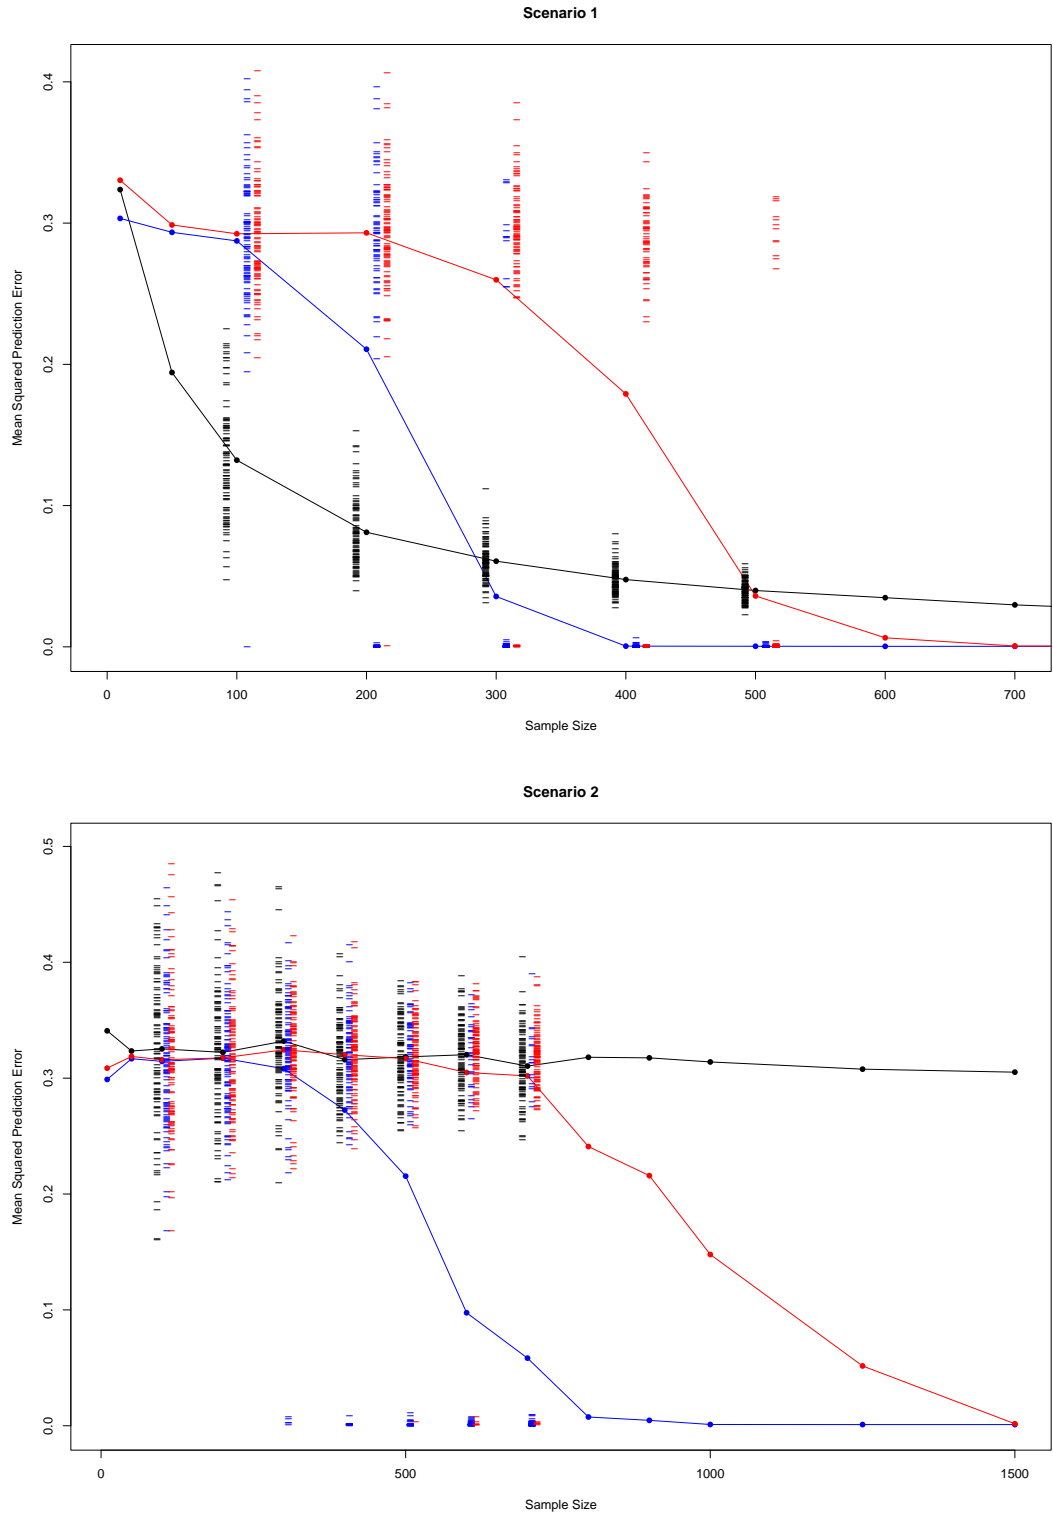 Scenario 1
Mean Squared Prediction Error
0.4
0.3
0.2
0.1
0.0
0 100 200 300 400 500 600 700
Sample Size
Scenario 2
Mean Squared Prediction Error
0.5
0.4
0.3
0.2
0.1
0.0
0 500 1000 1500
Sample Size